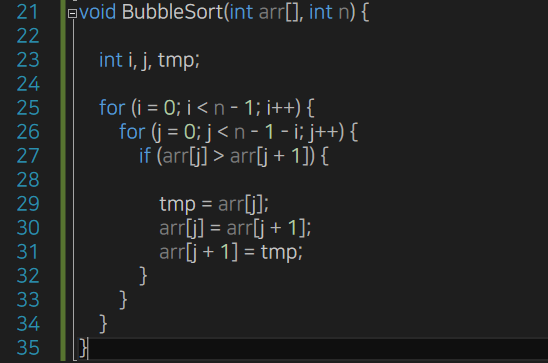 21 void BubbleSort(int arr[], int n) {
22
23 int i, j, tmp;
24
25 for (i = 0; i < n - 1; i++) {
26 for (j = 0; j < n - 1 - i; j++) {
27 if (arr[j] > arr[j + 1]) {
28
29 tmp = arr[j];
30 arr[j] = arr[j + 1];
31 arr[j + 1] = tmp;
32 }
33 }
34 }
35 }